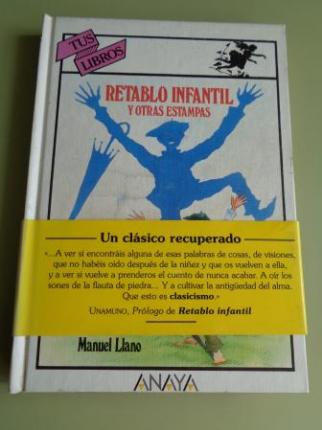 TUS
LIBROS
RETABLO INFANTIL
Y OTRAS ESTAMPAS
Un clásico recuperado
«...A ver si encontráis alguna de esas palabras de cosas, de visiones,
que no habéis oído después de la niñez y que os vuelven a ella,
y a ver si vuelve a prenderos el cuento de nunca acabar. A oír los
sones de la flauta de piedra... Y a cultivar la antigüedad del alma.
Que esto es clasicismo.»
UNAMUNO, Prólogo de Retablo infantil
Manuel Llano
ANAYA